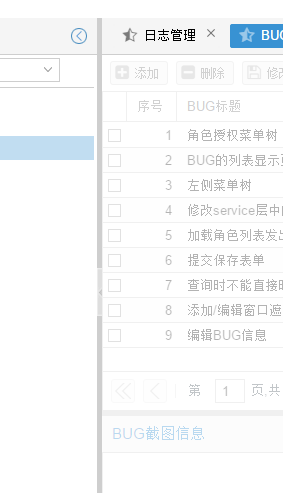 日志管理 × BUG
添加 删除 修
序号 BUG标题
1 角色授权菜单树
2 BUG的列表显示
3 左侧菜单树
4 修改service层中
5 加载角色列表发
6 提交保存表单
7 查询时不能直接
8 添加/编辑窗口遮
9 编辑BUG信息
第 1 页,共
BUG截图信息